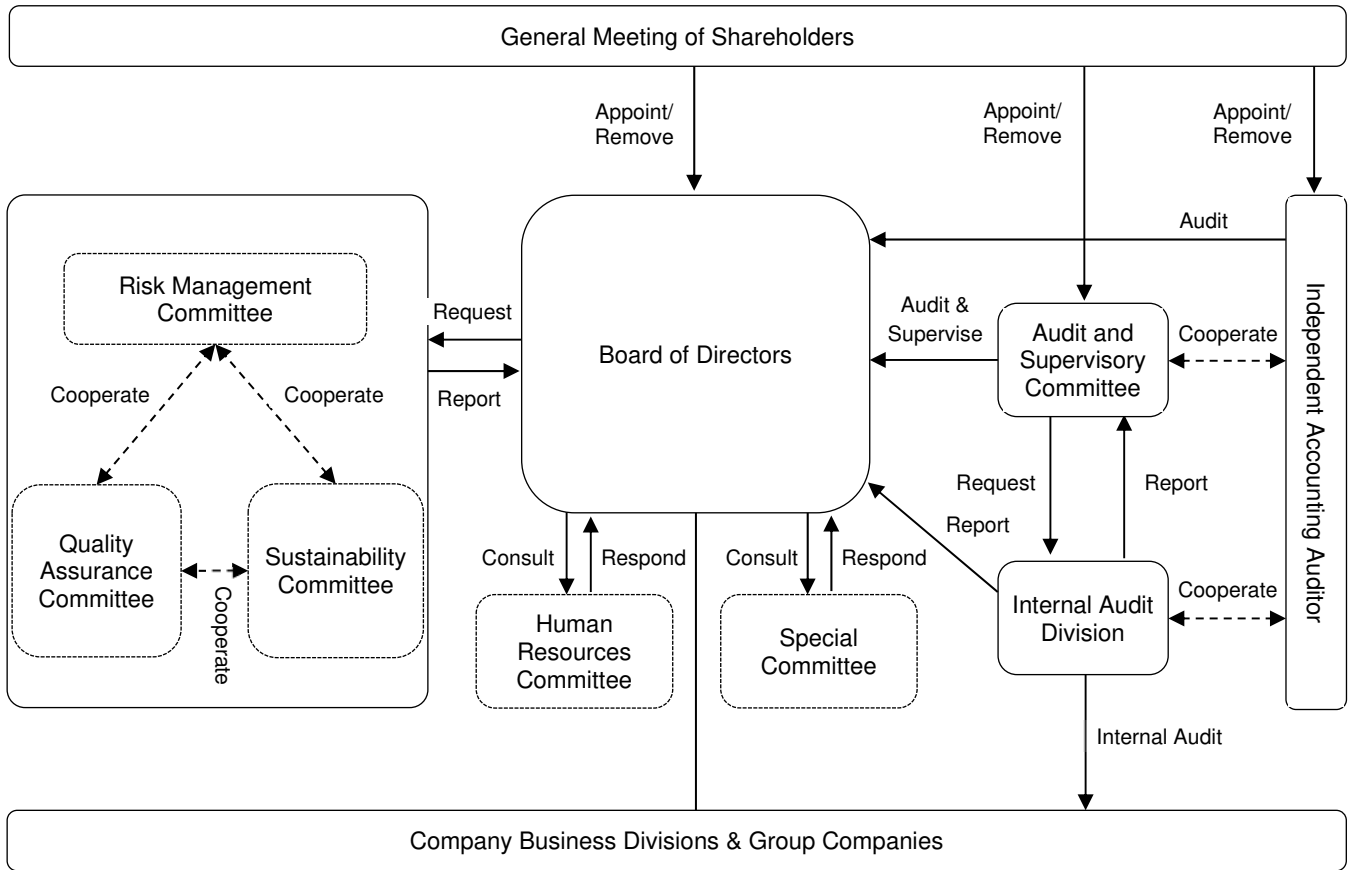 General Meeting of Shareholders
Appoint/
Remove
Appoint/
Remove
Appoint/
Remove
Risk Management
Committee
Cooperate
Cooperate
Quality
Assurance
Committee
Cooperate
Sustainability
Committee
Request
Report
Board of Directors
Audit
Audit &
Supervise
Audit and
Supervisory
Committee
Cooperate
Independent Accounting Auditor
Request
Report
Report
Consult
Respond
Consult
Respond
Human
Resources
Committee
Special
Committee
Internal Audit
Division
Cooperate
Internal Audit
Company Business Divisions & Group Companies